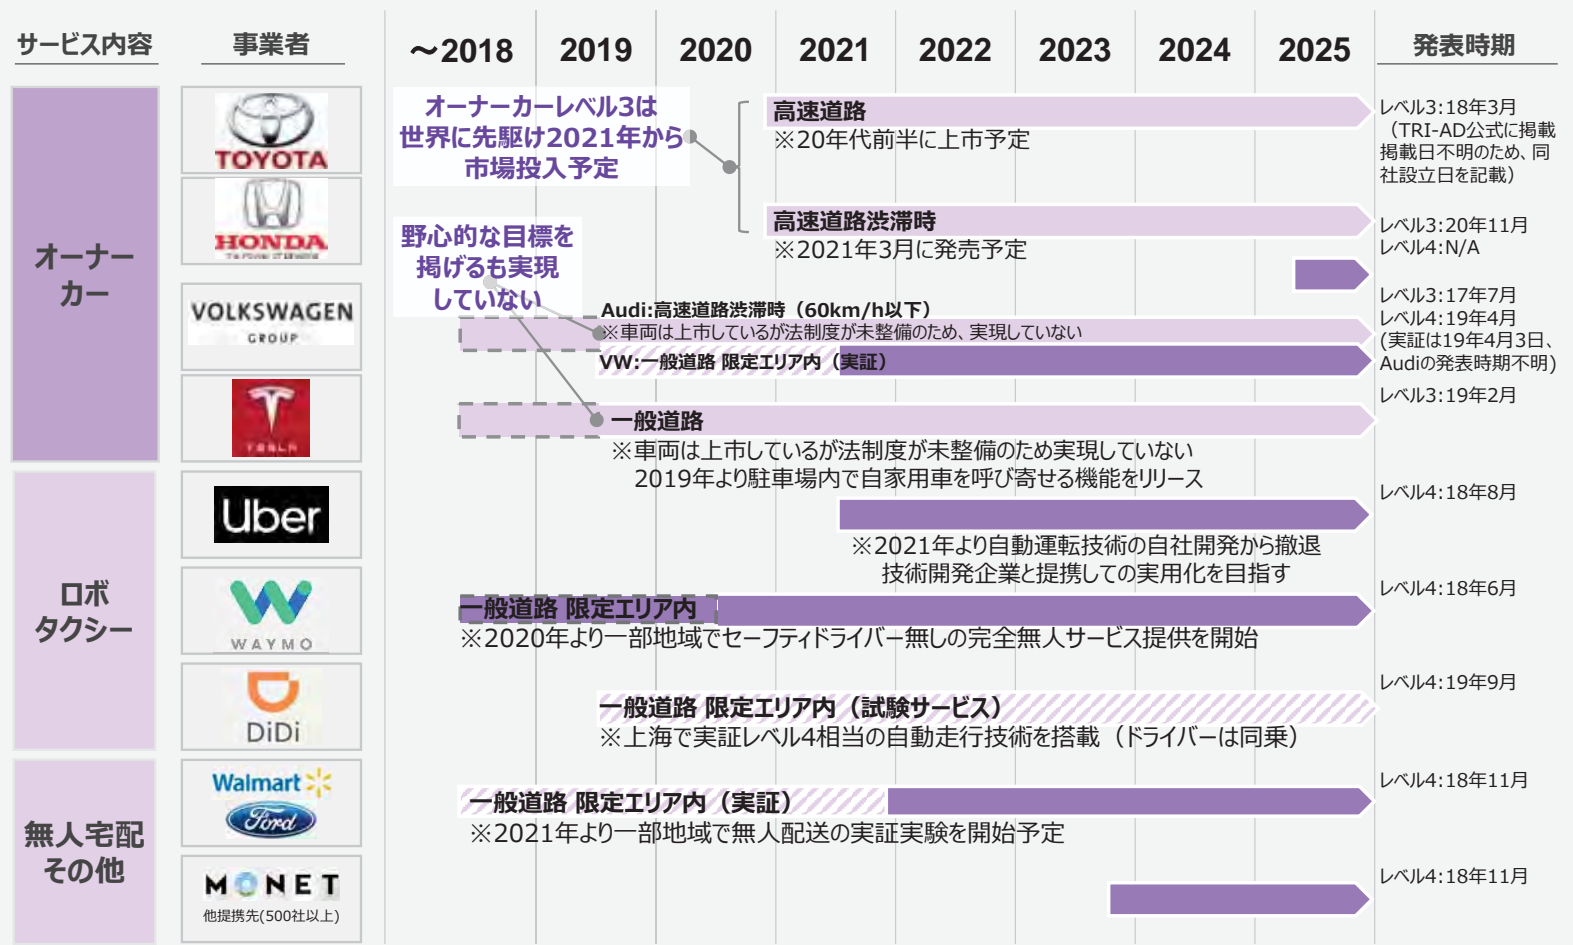 サービス内容
事業者
～2018
2019
2020
2021
2022
2023
2024
2025
発表時期
オーナー
カー
TOYOTA
オーナーカーレベル3は
世界に先駆け2021年から
市場投入予定
高速道路
※20年代前半に上市予定
レベル3:18年3月
（TRI-AD公式に掲載
掲載日不明のため、同
社設立日を記載）
HONDA
高速道路渋滞時
※2021年3月に発売予定
レベル3:20年11月
レベル4:N/A
野心的な目標を
掲げるも実現
していない
VOLKSWAGEN
GROUP
Audi:高速道路渋滞時（60km/h以下）
※車両は上市しているが法制度が未整備のため、実現していない
VW:一般道路 限定エリア内（実証）
レベル3:17年7月
レベル4:19年4月
(実証は19年4月3日、
Audiの発表時期不明)
TESLA
一般道路
※車両は上市しているが法制度が未整備のため実現していない
2019年より駐車場内で自家用車を呼び寄せる機能をリリース
レベル3:19年2月
ロボ
タクシー
Uber
※2021年より自動運転技術の自社開発から撤退
技術開発企業と提携しての実用化を目指す
レベル4:18年8月
WAYMO
一般道路 限定エリア内
※2020年より一部地域でセーフティドライバー無しの完全無人サービス提供を開始
レベル4:18年6月
DiDi
一般道路 限定エリア内（試験サービス）
※上海で実証レベル4相当の自動走行技術を搭載（ドライバーは同乗）
レベル4:19年9月
無人宅配
その他
Walmart
Ford
一般道路 限定エリア内（実証）
※2021年より一部地域で無人配送の実証実験を開始予定
レベル4:18年11月
MONET
他提携先(500社以上)
レベル4:18年11月